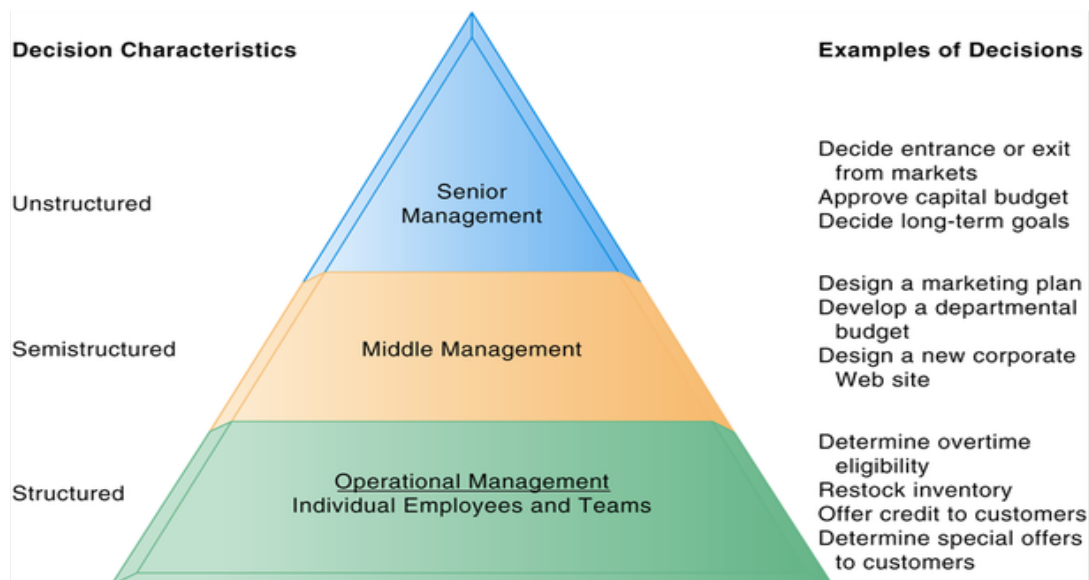 Decision Characteristics
Examples of Decisions
Unstructured
Senior
Management
Decide entrance or exit
from markets
Approve capital budget
Decide long-term goals
Semistructured
Middle Management
Design a marketing plan
Develop a departmental
budget
Design a new corporate
Web site
Structured
Operational Management
Individual Employees and Teams
Determine overtime
eligibility
Restock inventory
Offer credit to customers
Determine special offers
to customers